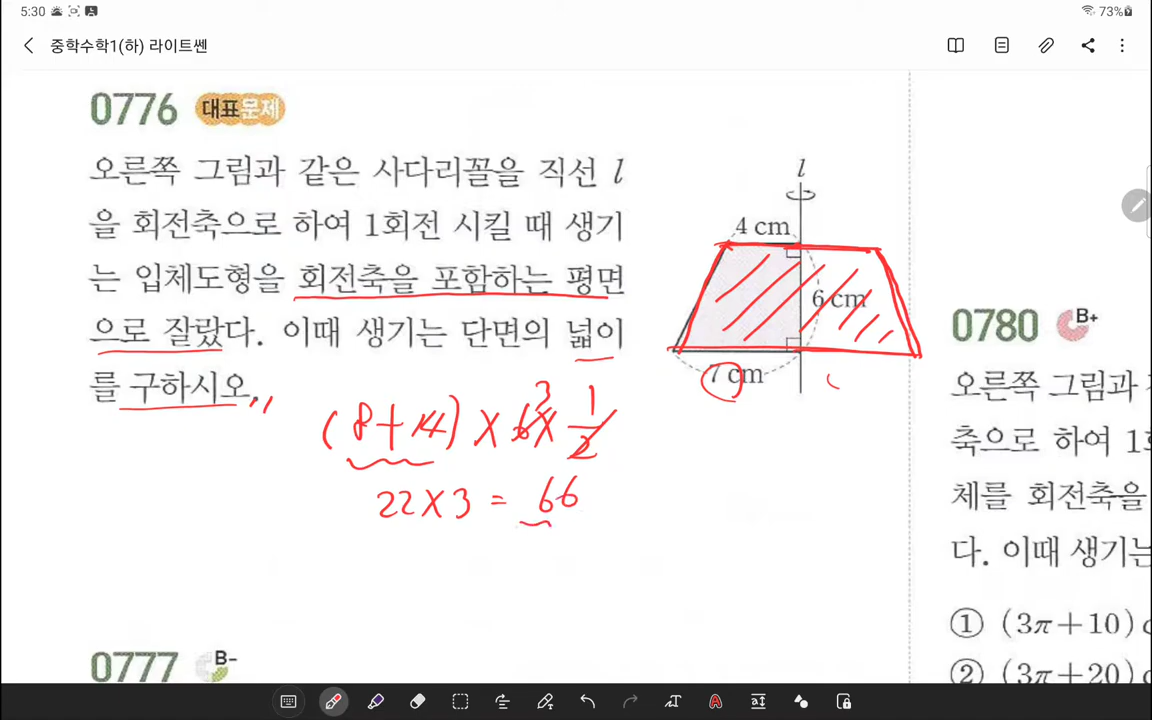 5:30
73%
중학수학1(하) 라이트쎈
0776 대표문제
오른쪽 그림과 같은 사다리꼴을 직선 l
을 회전축으로 하여 1회전 시킬 때 생기
는 입체도형을 회전축을 포함하는 평면
으로 잘랐다. 이때 생기는 단면의 넓이
를 구하시오.
l
4 cm
6 cm
7 cm
(8+14) × 6 × 1/2
3
22×3 = 66
0777 B-
0780 B+
오른쪽 그림과
축으로 하여 1회
체를 회전축을
다. 이때 생기는
① (3π+10) c
② (3π+20) c